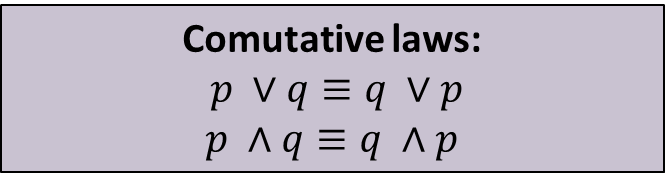 Comutative laws:
𝑝 ∨ 𝑞 ≡ 𝑞 ∨ 𝑝
𝑝 ∧ 𝑞 ≡ 𝑞 ∧ 𝑝